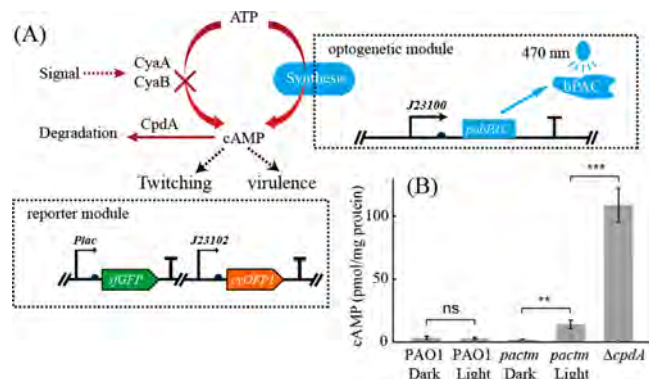 (A)
ATP
Signal
CyaA
CyaB
Synthesis
Degradation
CpdA
cAMP
Twitching
virulence
optogenetic module
470 nm
bPAC
J23100
reporter module
Plac
J23102
sfGFP
(B)
cAMP (pmol/mg protein)
100
50
0
ns
**
***
PAO1 PAO1 pactm pactm ΔcpdA
Dark Light Dark Light